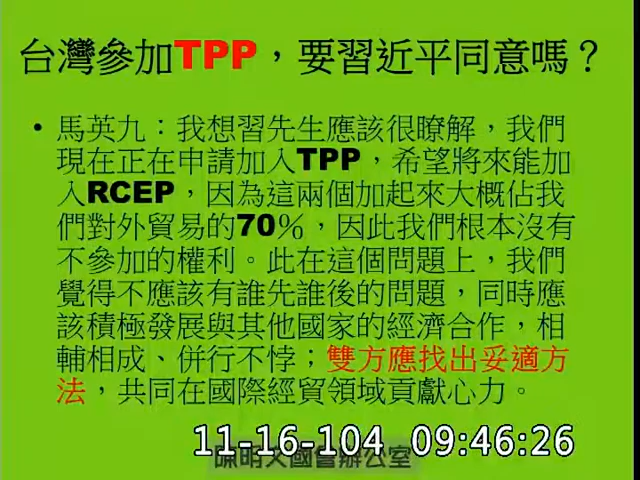 台灣參加TPP，要習近平同意嗎？
• 馬英九：我想習先生應該很瞭解，我們
現在正在申請加入TPP，希望將來能加
入RCEP，因為這兩個加起來大概佔我
們對外貿易的70%，因此我們根本沒有
不參加的權利。此在這個問題上，我們
覺得不應該有誰先誰後的問題，同時應
該積極發展與其他國家的經濟合作，相
輔相成、併行不悖；雙方應找出妥適方
法，共同在國際經貿領域貢獻心力。
11-16-104 09:46:26
陳明文國會辦公室